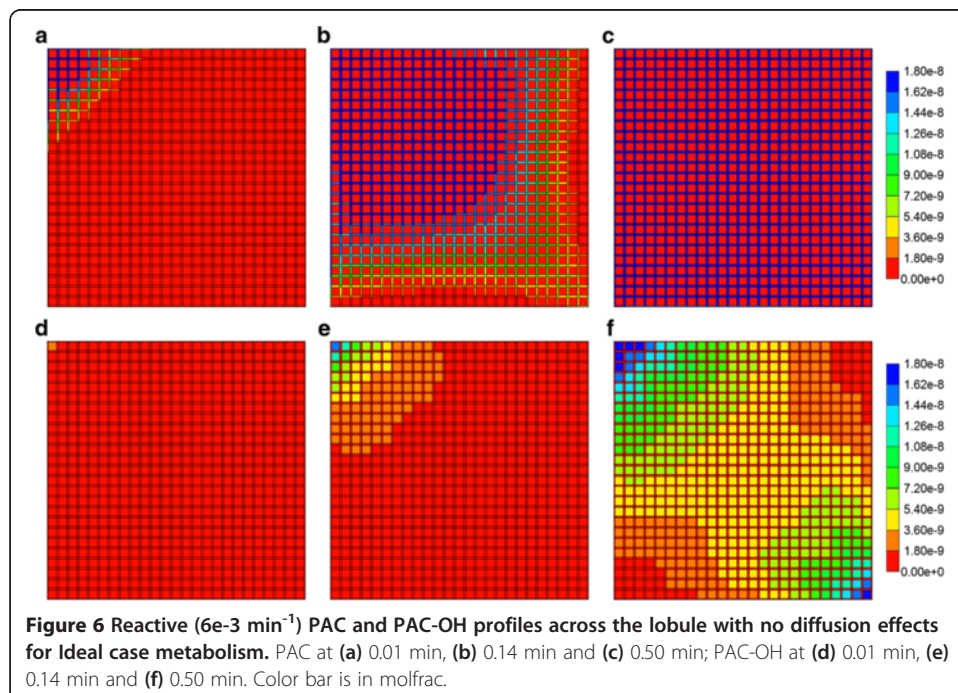 a
b
c
1.80e-8
1.62e-8
1.44e-8
1.26e-8
1.08e-8
9.00e-9
7.20e-9
5.40e-9
3.60e-9
1.80e-9
0.00e+0
d
e
f
1.80e-8
1.62e-8
1.44e-8
1.26e-8
1.08e-8
9.00e-9
7.20e-9
5.40e-9
3.60e-9
1.80e-9
0.00e+0
Figure 6 Reactive (6e-3 min⁻¹) PAC and PAC-OH profiles across the lobule with no diffusion effects
for Ideal case metabolism. PAC at (a) 0.01 min, (b) 0.14 min and (c) 0.50 min; PAC-OH at (d) 0.01 min, (e)
0.14 min and (f) 0.50 min. Color bar is in molfrac.